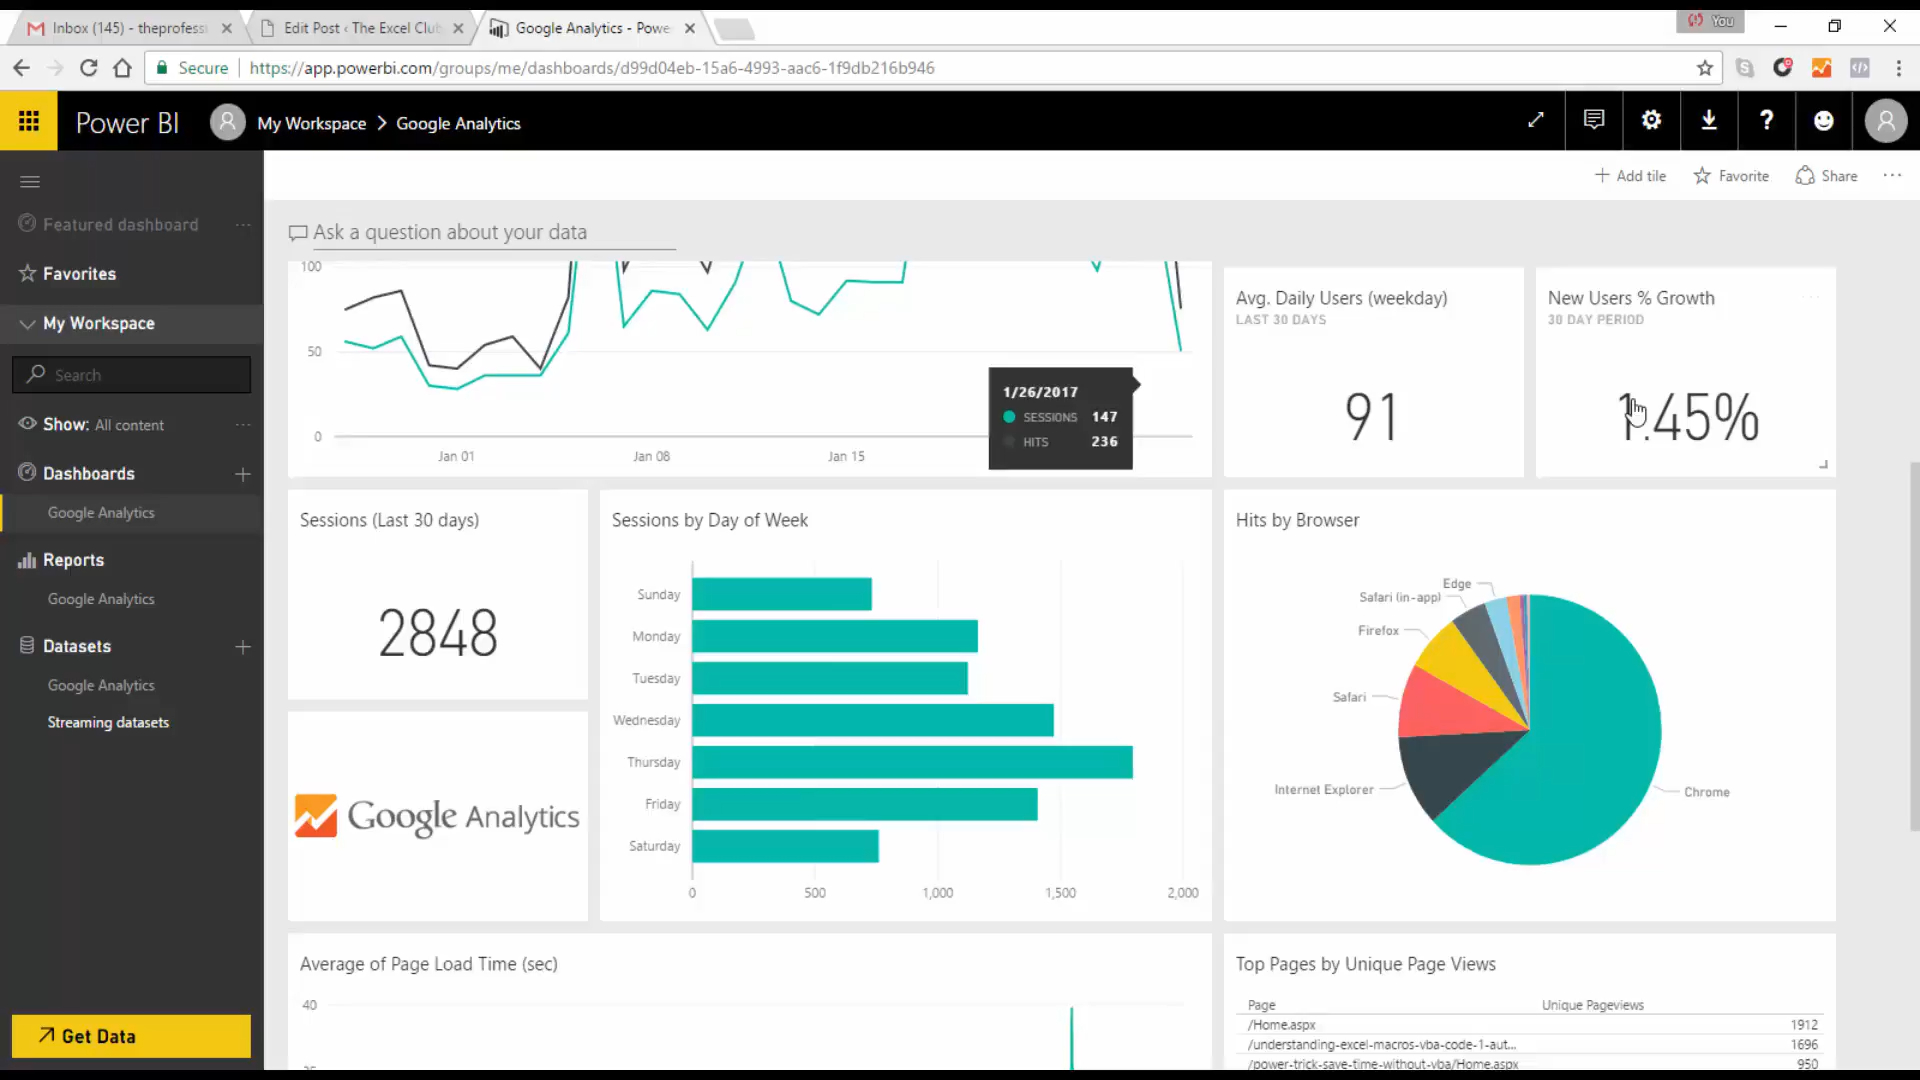 Inbox (145) - theprofessi
Edit Post ‹ The Excel Club
Google Analytics - Powe
You
Secure
https://app.powerbi.com/groups/me/dashboards/d99d04eb-15a6-4993-aac6-1f9db216b946
Power BI
My Workspace > Google Analytics
+ Add tile
Favorite
Share
...
Featured dashboard ...
Favorites
My Workspace
Search
Show: All content ...
Dashboards +
Google Analytics
Reports
Google Analytics
Datasets +
Google Analytics
Streaming datasets
Get Data
Ask a question about your data
100
50
0
Jan 01
Jan 08
Jan 15
1/26/2017
SESSIONS 147
HITS 236
Avg. Daily Users (weekday)
LAST 30 DAYS
91
New Users % Growth
30 DAY PERIOD
1.45%
Sessions (Last 30 days)
2848
Google Analytics
Sessions by Day of Week
Sunday
Monday
Tuesday
Wednesday
Thursday
Friday
Saturday
0 500 1,000 1,500 2,000
Hits by Browser
Edge
Safari (in-app)
Firefox
Safari
Internet Explorer
Chrome
Average of Page Load Time (sec)
40
Top Pages by Unique Page Views
Page Unique Pageviews
/Home.aspx 1912
/understanding-excel-macros-vba-code-1-aut... 1696
/power-trick-save-time-without-vba/Home.aspx 950